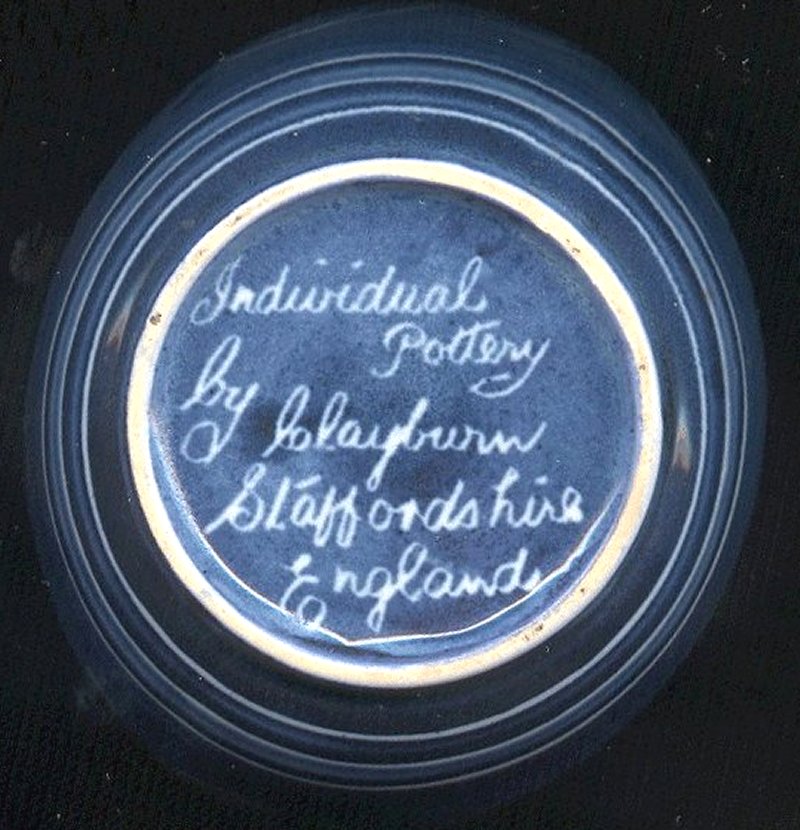 Individual
Pottery
by Clayburn
Staffordshire
England